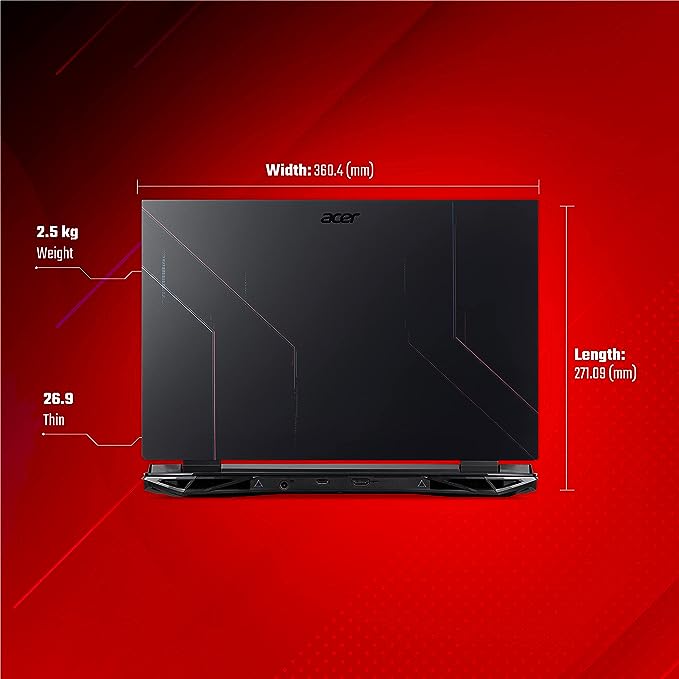 Width: 360.4 (mm)
acer
2.5 kg
Weight
Length:
271.09 (mm)
26.9
Thin